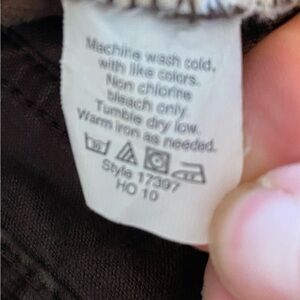 Machine wash cold,
with like colors.
Non chlorine
bleach only.
Tumble dry low.
Warm iron as needed.
Style 17397
HO 10